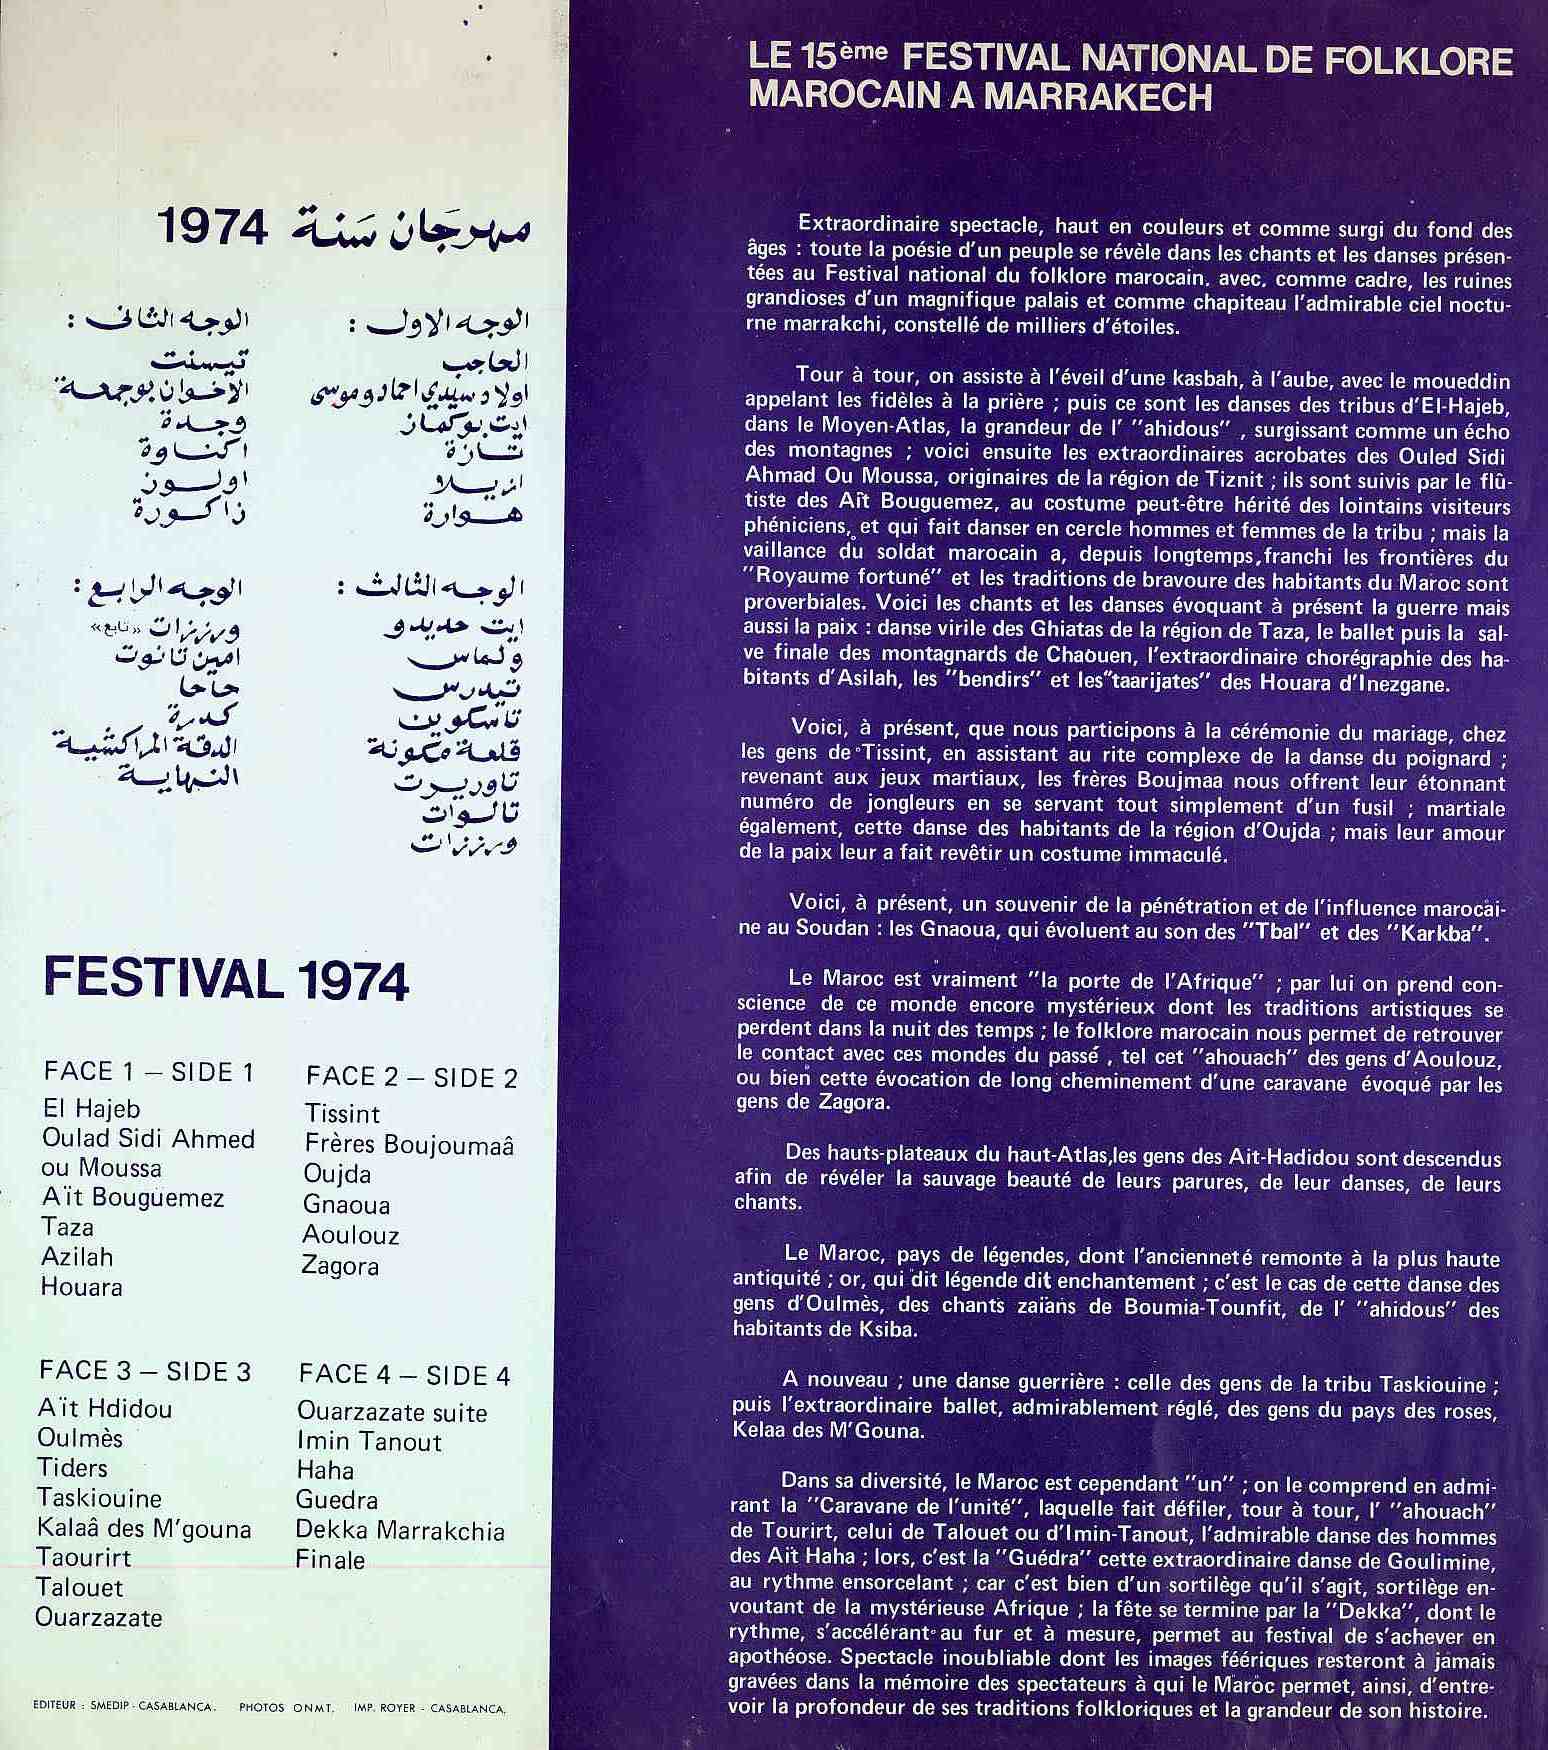 مهرجان سَنة 1974
الوجه الاول :
الحاجب
اولاد سيدي احماد وموسى
ايت بوكماز
تازة
ازيلا
هوارة
الوجه الثانى :
تيسنت
الاخوان بوجمعة
وجدة
اكناوة
اولوز
زاكورة
الوجه الثالث :
ايت حديدو
ولماس
تيدرس
تاسكوين
قلعة مكونة
تاوريرت
تالوات
ورززات
الوجه الرابع :
ورززات «تابع»
امين تانوت
حاحا
كدرة
الدقة المراكشية
النهاية
FESTIVAL 1974
FACE 1 – SIDE 1
El Hajeb
Oulad Sidi Ahmed
ou Moussa
Aït Bouguemez
Taza
Azilah
Houara
FACE 2 – SIDE 2
Tissint
Frères Boujoumaâ
Oujda
Gnaoua
Aoulouz
Zagora
FACE 3 – SIDE 3
Aït Hdidou
Oulmès
Tiders
Taskiouine
Kalaâ des M'gouna
Taourirt
Talouet
Ouarzazate
FACE 4 – SIDE 4
Ouarzazate suite
Imin Tanout
Haha
Guedra
Dekka Marrakchia
Finale
EDITEUR : SMEDIP - CASABLANCA. PHOTOS ONMT. IMP. ROYER - CASABLANCA.
LE 15ème FESTIVAL NATIONAL DE FOLKLORE
MAROCAIN A MARRAKECH
Extraordinaire spectacle, haut en couleurs et comme surgi du fond des
âges : toute la poésie d'un peuple se révèle dans les chants et les danses présen-
tées au Festival national du folklore marocain, avec, comme cadre, les ruines
grandioses d'un magnifique palais et comme chapiteau l'admirable ciel noctu-
rne marrakchi, constellé de milliers d'étoiles.
Tour à tour, on assiste à l'éveil d'une kasbah, à l'aube, avec le moueddin
appelant les fidèles à la prière ; puis ce sont les danses des tribus d'El-Hajeb,
dans le Moyen-Atlas, la grandeur de l' "ahidous" , surgissant comme un écho
des montagnes ; voici ensuite les extraordinaires acrobates des Ouled Sidi
Ahmad Ou Moussa, originaires de la région de Tiznit ; ils sont suivis par le flû-
tiste des Aît Bouguemez, au costume peut-être hérité des lointains visiteurs
phéniciens, et qui fait danser en cercle hommes et femmes de la tribu ; mais la
vaillance du soldat marocain a, depuis longtemps,franchi les frontières du
"Royaume fortuné" et les traditions de bravoure des habitants du Maroc sont
proverbiales. Voici les chants et les danses évoquant à présent la guerre mais
aussi la paix : danse virile des Ghiatas de la région de Taza, le ballet puis la sal-
ve finale des montagnards de Chaouen, l'extraordinaire chorégraphie des ha-
bitants d'Asilah, les "bendirs" et les"taarijates" des Houara d'Inezgane.
Voici, à présent, que nous participons à la cérémonie du mariage, chez
les gens de Tissint, en assistant au rite complexe de la danse du poignard ;
revenant aux jeux martiaux, les frères Boujmaa nous offrent leur étonnant
numéro de jongleurs en se servant tout simplement d'un fusil ; martiale
également, cette danse des habitants de la région d'Oujda ; mais leur amour
de la paix leur a fait revêtir un costume immaculé.
Voici, à présent, un souvenir de la pénétration et de l'influence marocai-
ne au Soudan : les Gnaoua, qui évoluent au son des "Tbal" et des "Karkba".
Le Maroc est vraiment "la porte de l'Afrique" ; par lui on prend con-
science de ce monde encore mystérieux dont les traditions artistiques se
perdent dans la nuit des temps ; le folklore marocain nous permet de retrouver
le contact avec ces mondes du passé , tel cet "ahouach" des gens d'Aoulouz,
ou bien cette évocation de long cheminement d'une caravane évoqué par les
gens de Zagora.
Des hauts-plateaux du haut-Atlas,les gens des Ait-Hadidou sont descendus
afin de révéler la sauvage beauté de leurs parures, de leur danses, de leurs
chants.
Le Maroc, pays de légendes, dont l'ancienneté remonte à la plus haute
antiquité ; or, qui dit légende dit enchantement ; c'est le cas de cette danse des
gens d'Oulmès, des chants zaïans de Boumia-Tounfit, de l' "ahidous" des
habitants de Ksiba.
A nouveau ; une danse guerrière : celle des gens de la tribu Taskiouine ;
puis l'extraordinaire ballet, admirablement réglé, des gens du pays des roses,
Kelaa des M'Gouna.
Dans sa diversité, le Maroc est cependant "un" ; on le comprend en admi-
rant la "Caravane de l'unité", laquelle fait défiler, tour à tour, l' "ahouach"
de Tourirt, celui de Talouet ou d'Imin-Tanout, l'admirable danse des hommes
des Aït Haha ; lors, c'est la "Guédra" cette extraordinaire danse de Goulimine,
au rythme ensorcelant ; car c'est bien d'un sortilège qu'il s'agit, sortilège en-
voutant de la mystérieuse Afrique ; la fête se termine par la "Dekka", dont le
rythme, s'accélérant au fur et à mesure, permet au festival de s'achever en
apothéose. Spectacle inoubliable dont les images féériques resteront à jamais
gravées dans la mémoire des spectateurs à qui le Maroc permet, ainsi, d'entre-
voir la profondeur de ses traditions folkloriques et la grandeur de son histoire.